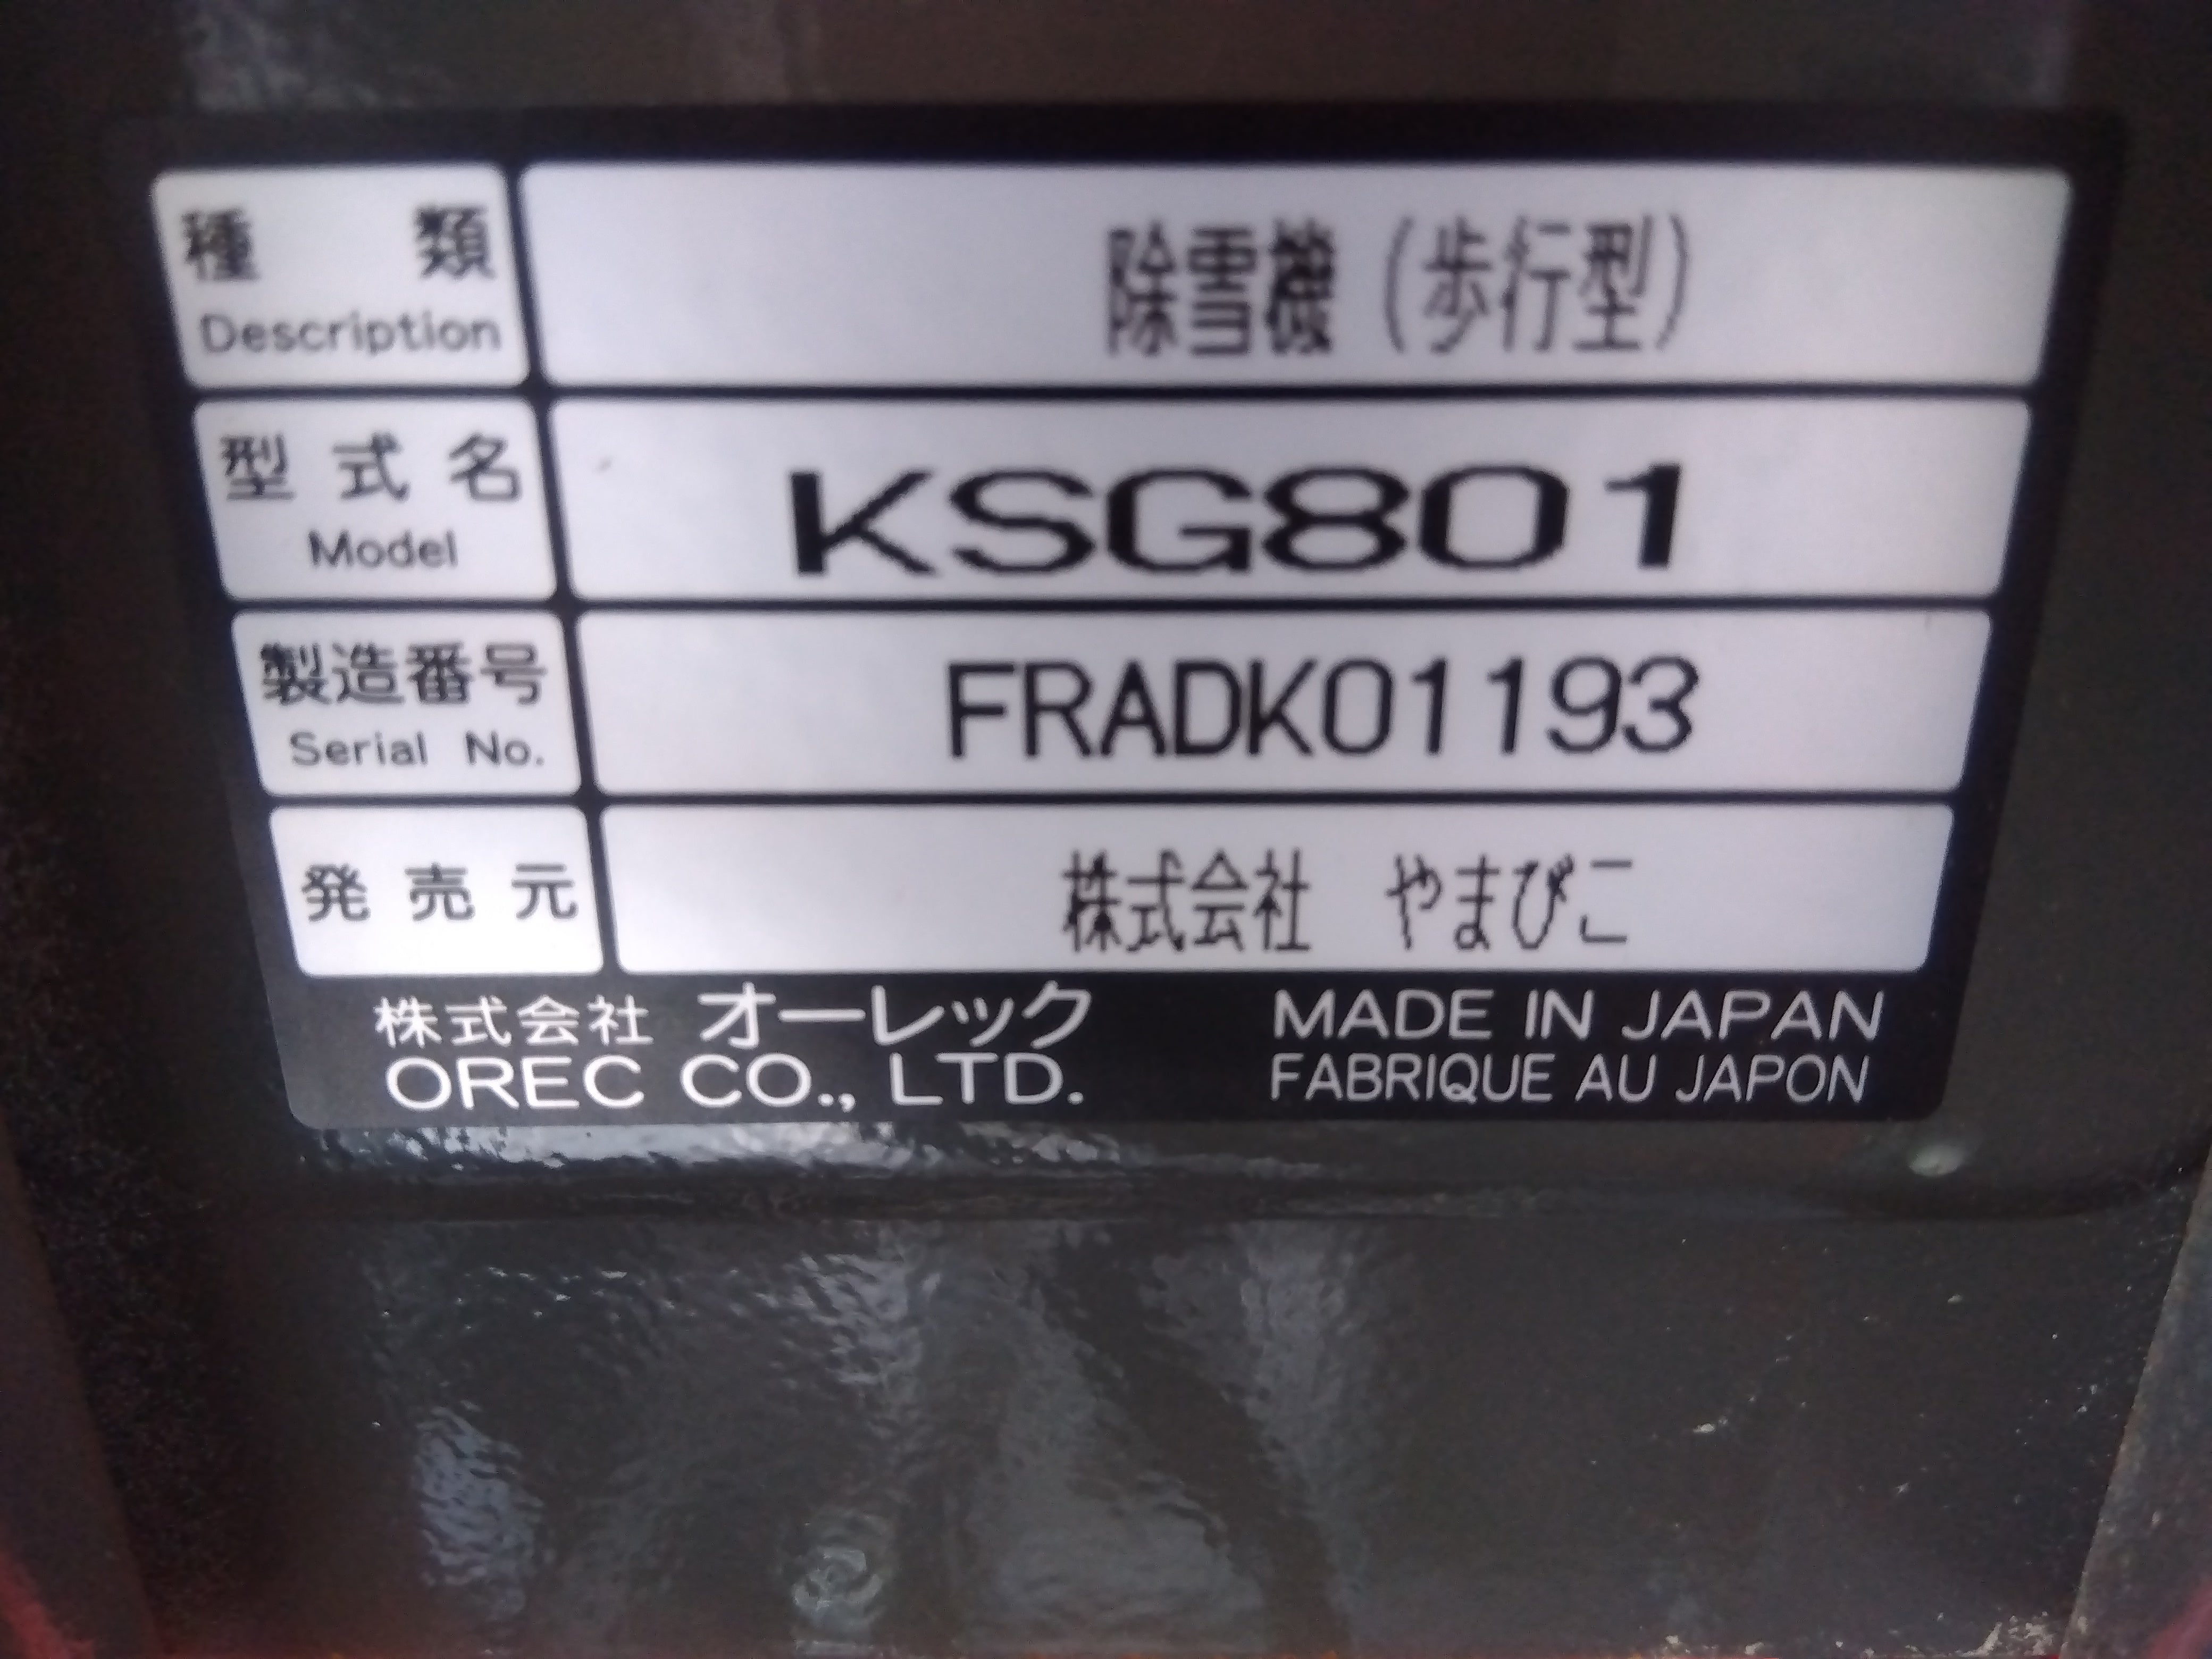 種 類 除雪機（歩行型）
Description
型式名 KSG801
Model
製造番号 FRADK01193
Serial No.
発売元 株式会社 やまびこ
株式会社 オーレック MADE IN JAPAN
OREC CO., LTD. FABRIQUE AU JAPON